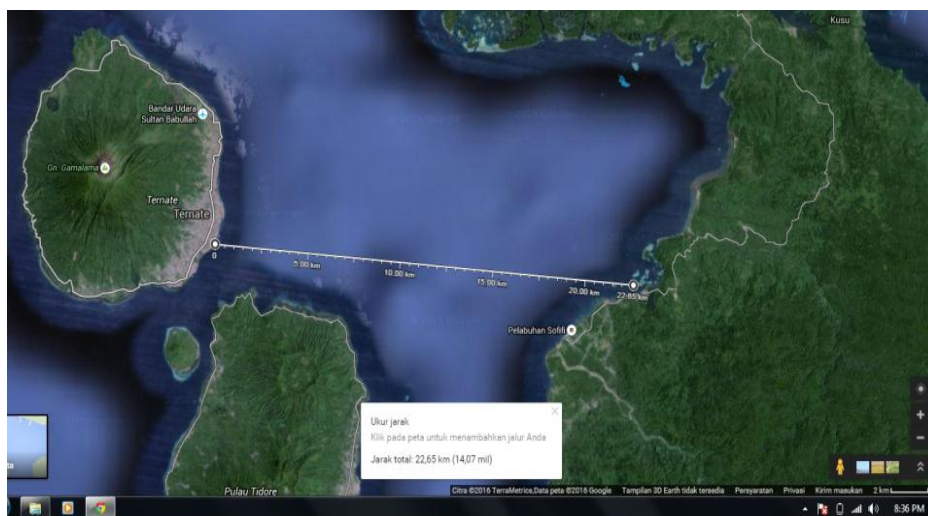 Kusu
Bandar Udara
Sultan Babullah
Gn. Gamalama
Ternate
Ternate
0
5.00 km
10.00 km
15.00 km
20.00 km
22.65 km
Pelabuhan Sofifi
Ukur jarak
Klik pada peta untuk menambahkan jalur Anda
Jarak total: 22,65 km (14,07 mil)
Pulau Tidore
Citra ©2016 TerraMetrics,Data peta ©2016 Google Tampilan 3D Earth tidak tersedia Persyaratan Privasi Kirim masukan 2 km
8:36 PM